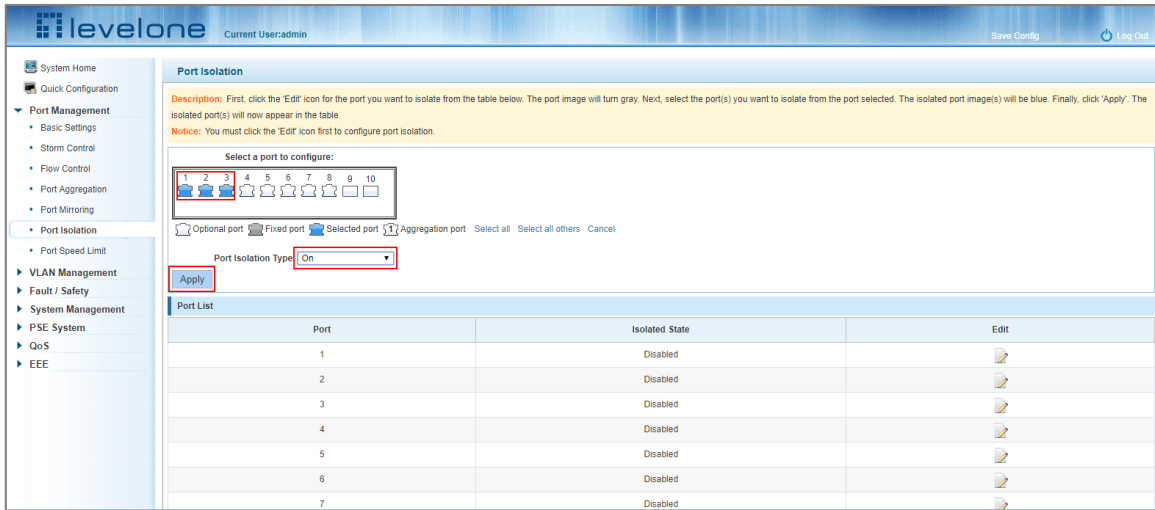 levelone
Current User:admin
Save Config
Log Out
System Home
Quick Configuration
Port Management
Basic Settings
Storm Control
Flow Control
Port Aggregation
Port Mirroring
Port Isolation
Port Speed Limit
VLAN Management
Fault / Safety
System Management
PSE System
QoS
EEE
Port Isolation
Description: First, click the 'Edit' icon for the port you want to isolate from the table below. The port image will turn gray. Next, select the port(s) you want to isolate from the port selected. The isolated port image(s) will be blue. Finally, click 'Apply'. The
isolated port(s) will now appear in the table.
Notice: You must click the 'Edit' icon first to configure port isolation.
Select a port to configure:
1 2 3 4 5 6 7 8 9 10
Optional port Fixed port Selected port 1 Aggregation port Select all Select all others Cancel
Port Isolation Type On
Apply
Port List
Port Isolated State Edit
1 Disabled
2 Disabled
3 Disabled
4 Disabled
5 Disabled
6 Disabled
7 Disabled